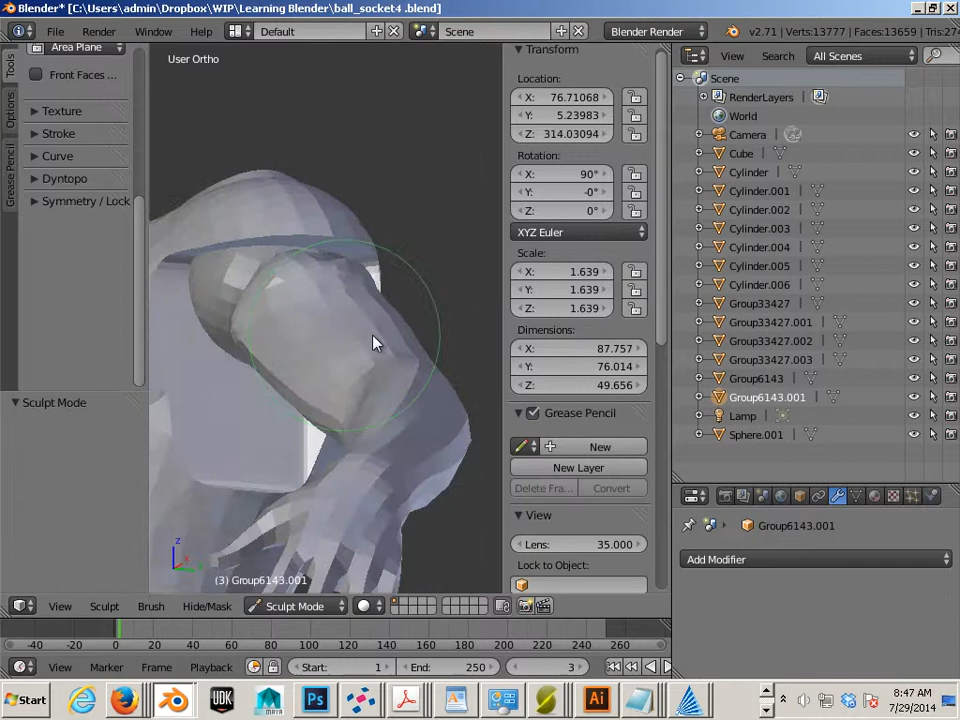 Blender* [C:\Users\admin\Dropbox\WIP\Learning Blender\ball_socket4 .blend]
File Render Window Help Default Scene Blender Render v2.71 | Verts:13777 | Faces:13659 | Tris:27
Tools
Options
Grease Pencil
Area Plane
Front Faces ...
Texture
Stroke
Curve
Dyntopo
Symmetry / Lock
Sculpt Mode
User Ortho
z
(3) Group6143.001
Transform
Location:
X: 76.71068
Y: 5.23983
Z: 314.03094
Rotation:
X: 90°
Y: -0°
Z: 0°
XYZ Euler
Scale:
X: 1.639
Y: 1.639
Z: 1.639
Dimensions:
X: 87.757
Y: 76.014
Z: 49.656
Grease Pencil
New
New Layer
Delete Fra... Convert
View
Lens: 35.000
Lock to Object:
View Search All Scenes
Scene
RenderLayers
World
Camera
Cube
Cylinder
Cylinder.001
Cylinder.002
Cylinder.003
Cylinder.004
Cylinder.005
Cylinder.006
Group33427
Group33427.001
Group33427.002
Group33427.003
Group6143
Group6143.001
Lamp
Sphere.001
Group6143.001
Add Modifier
View Sculpt Brush Hide/Mask Sculpt Mode
-40 -20 0 20 40 60 80 100 120 140 160 180 200 220 240 260
View Marker Frame Playback Start: 1 End: 250 3
Start UDK MAYA Ps Ai 8:47 AM
7/29/2014